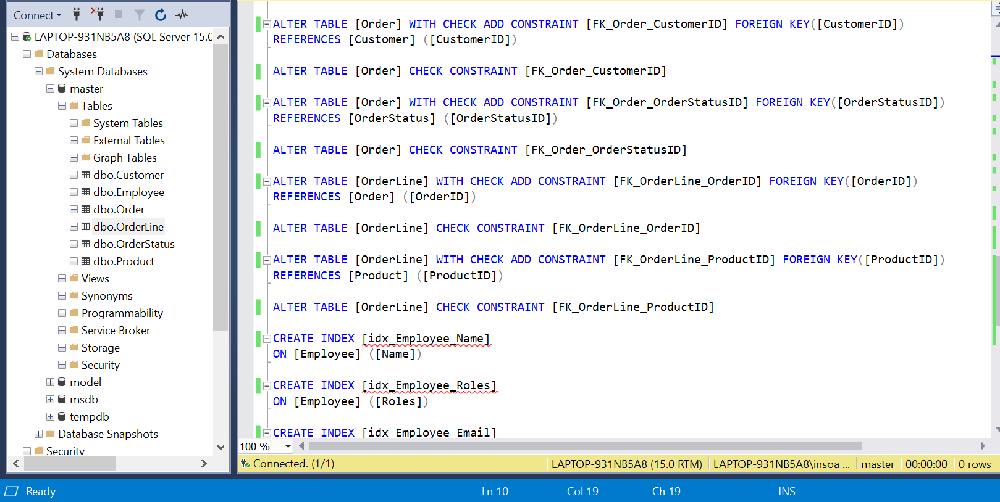 Connect
LAPTOP-931NB5A8 (SQL Server 15.0
Databases
System Databases
master
Tables
System Tables
External Tables
Graph Tables
dbo.Customer
dbo.Employee
dbo.Order
dbo.OrderLine
dbo.OrderStatus
dbo.Product
Views
Synonyms
Programmability
Service Broker
Storage
Security
model
msdb
tempdb
Database Snapshots
Security
ALTER TABLE [Order] WITH CHECK ADD CONSTRAINT [FK_Order_CustomerID] FOREIGN KEY([CustomerID])
REFERENCES [Customer] ([CustomerID])
ALTER TABLE [Order] CHECK CONSTRAINT [FK_Order_CustomerID]
ALTER TABLE [Order] WITH CHECK ADD CONSTRAINT [FK_Order_OrderStatusID] FOREIGN KEY([OrderStatusID])
REFERENCES [OrderStatus] ([OrderStatusID])
ALTER TABLE [Order] CHECK CONSTRAINT [FK_Order_OrderStatusID]
ALTER TABLE [OrderLine] WITH CHECK ADD CONSTRAINT [FK_OrderLine_OrderID] FOREIGN KEY([OrderID])
REFERENCES [Order] ([OrderID])
ALTER TABLE [OrderLine] CHECK CONSTRAINT [FK_OrderLine_OrderID]
ALTER TABLE [OrderLine] WITH CHECK ADD CONSTRAINT [FK_OrderLine_ProductID] FOREIGN KEY([ProductID])
REFERENCES [Product] ([ProductID])
ALTER TABLE [OrderLine] CHECK CONSTRAINT [FK_OrderLine_ProductID]
CREATE INDEX [idx_Employee_Name]
ON [Employee] ([Name])
CREATE INDEX [idx_Employee_Roles]
ON [Employee] ([Roles])
CREATE INDEX [idx_Employee_Email]
100 %
Connected. (1/1)
LAPTOP-931NB5A8 (15.0 RTM)
LAPTOP-931NB5A8\insoa ...
master
00:00:00
0 rows
Ready
Ln 10
Col 19
Ch 19
INS